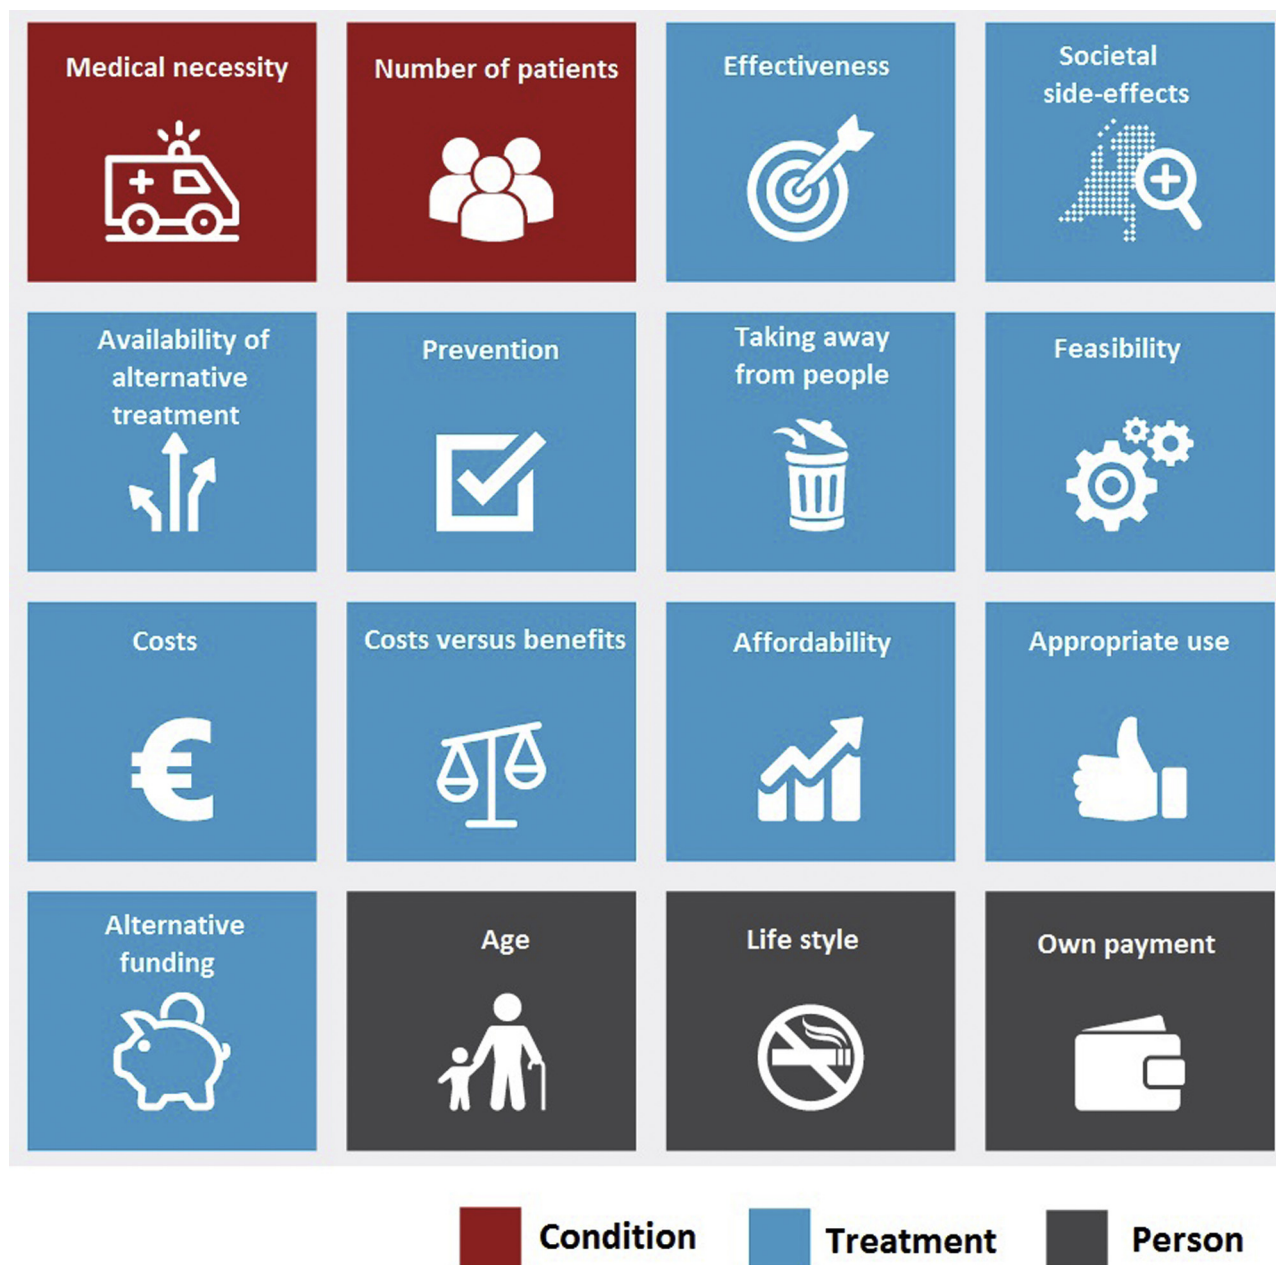 Medical necessity
Number of patients
Effectiveness
Societal
side-effects
Availability of
alternative
treatment
Prevention
Taking away
from people
Feasibility
Costs
€
Costs versus benefits
Affordability
Appropriate use
Alternative
funding
Age
Life style
Own payment
Condition
Treatment
Person